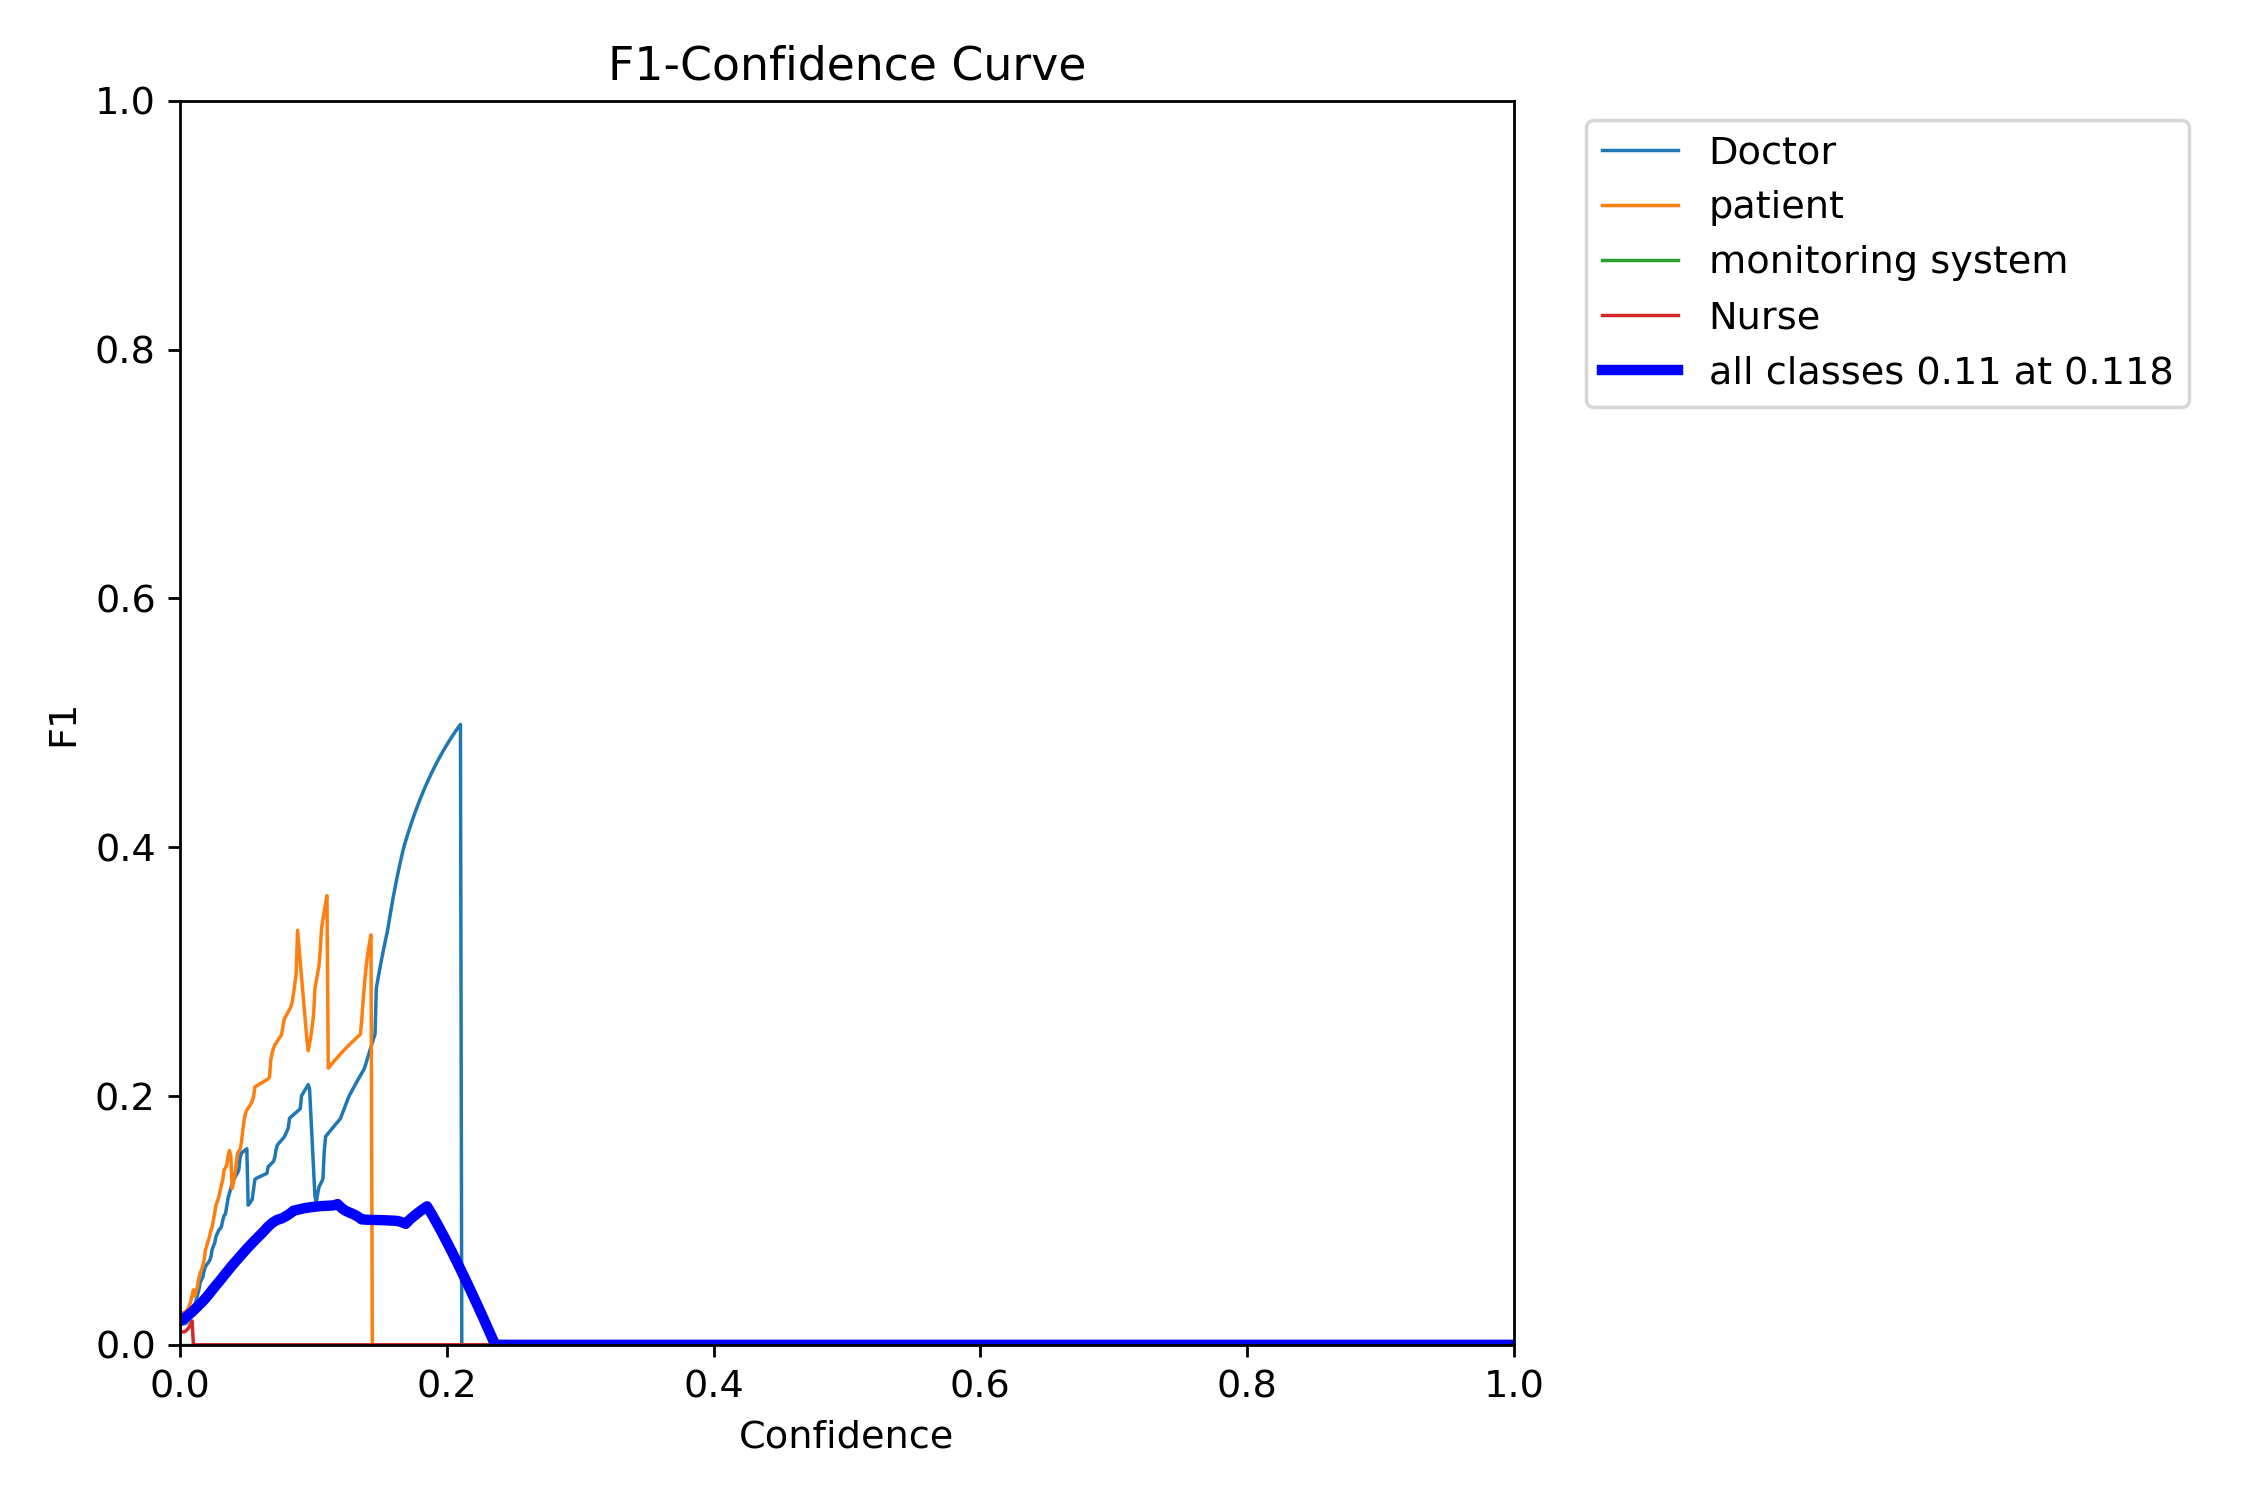 F1-Confidence Curve
1.0
0.8
0.6
0.4
0.2
0.0
F1
0.0 0.2 0.4 0.6 0.8 1.0
Confidence
Doctor
patient
monitoring system
Nurse
all classes 0.11 at 0.118